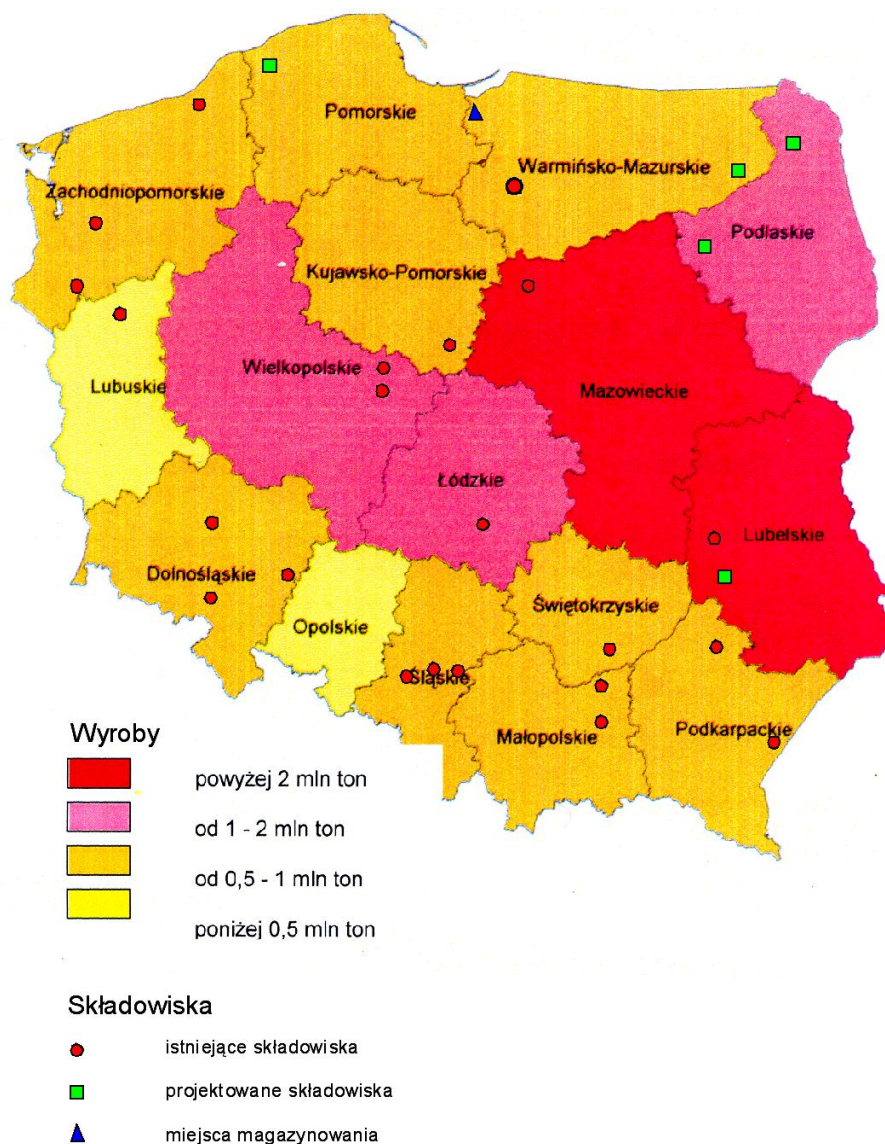 Pomorskie
Warmińsko-Mazurskie
Zachodniopomorskie
Podlaskie
Kujawsko-Pomorskie
Wielkopolskie
Lubuskie
Mazowieckie
Łódzkie
Lubelskie
Dolnośląskie
Świętokrzyskie
Opolskie
Śląskie
Małopolskie
Podkarpackie
Wyroby
powyżej 2 mln ton
od 1 - 2 mln ton
od 0,5 - 1 mln ton
poniżej 0,5 mln ton
Składowiska
istniejące składowiska
projektowane składowiska
miejsca magazynowania